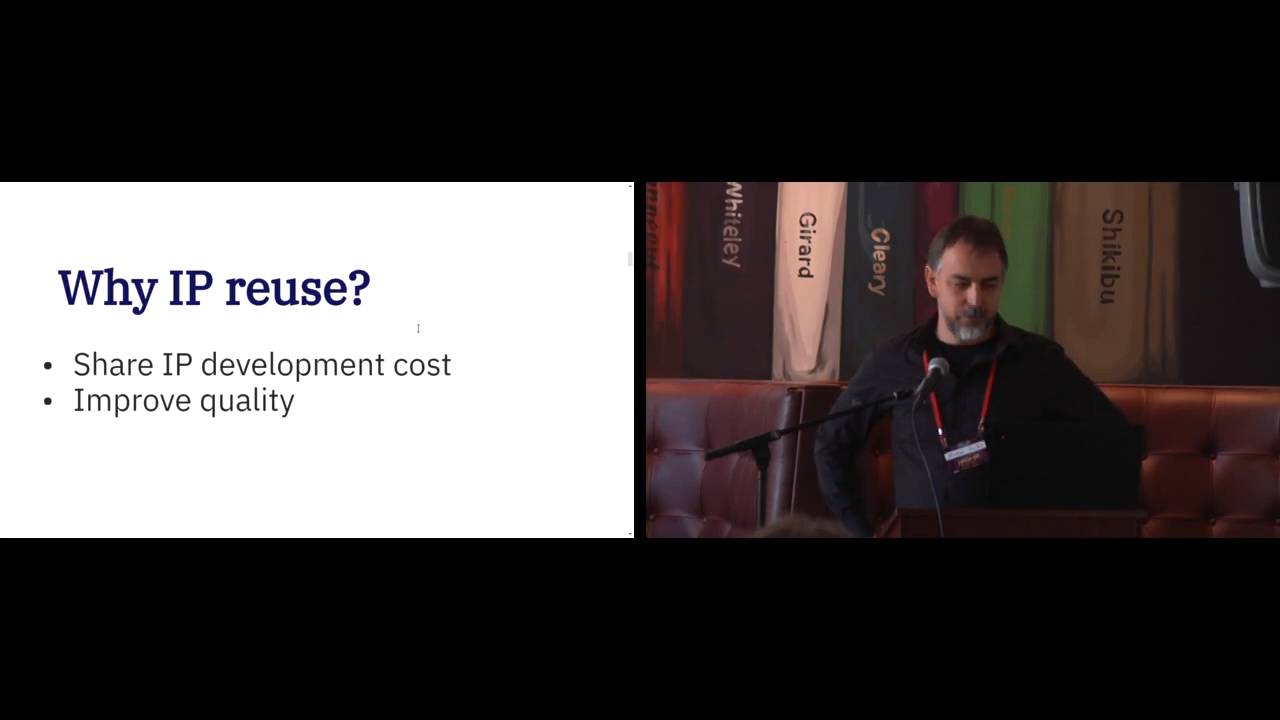 Why IP reuse?
• Share IP development cost
• Improve quality
Whiteley
Girard
Cleary
Shikibu